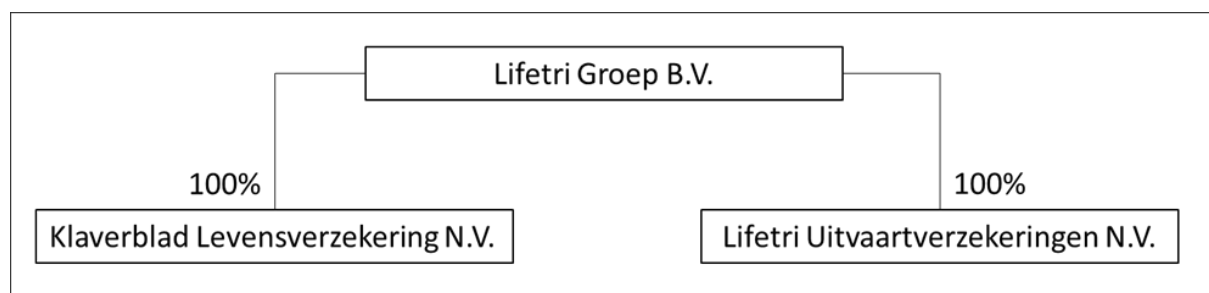 Lifetri Groep B.V.
100%
100%
Klaverblad Levensverzekering N.V.
Lifetri Uitvaartverzekeringen N.V.